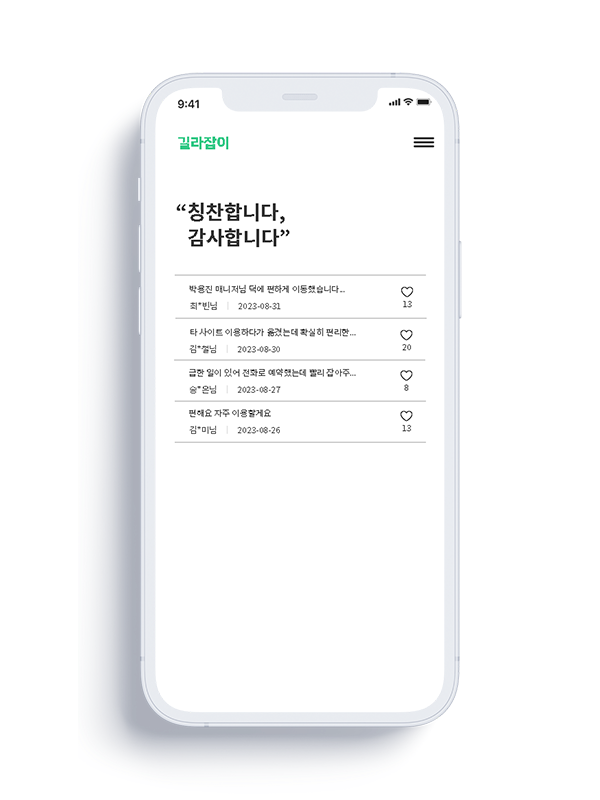 9:41
길라잡이
“칭찬합니다,
감사합니다”
박용진 매니저님 덕에 편하게 이동했습니다...
최*빈님 | 2023-08-31
13
타 사이트 이용하다가 옮겼는데 확실히 편리한...
김*철님 | 2023-08-30
20
급한 일이 있어 전화로 예약했는데 빨리 잡아주...
송*은님 | 2023-08-27
8
편해요 자주 이용할게요
김*미님 | 2023-08-26
13